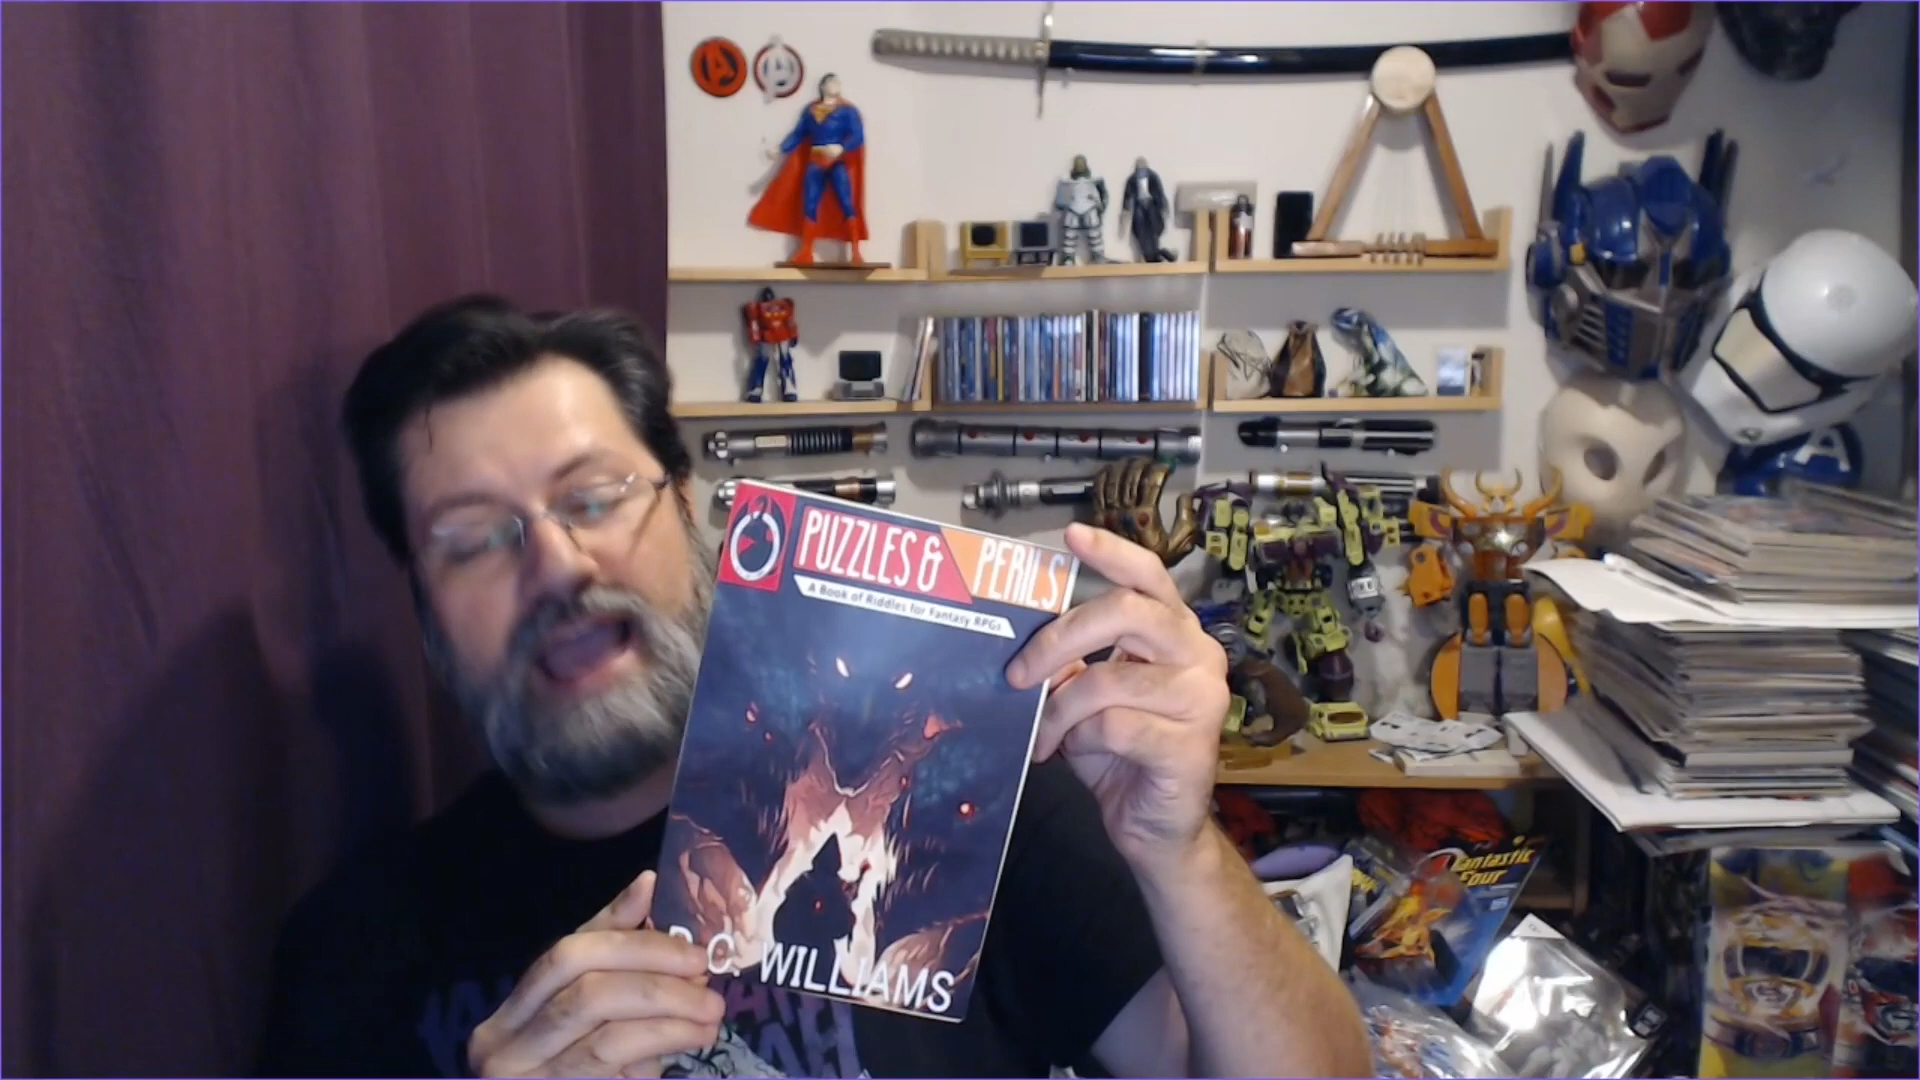 PUZZLES & PERILS
A Book of Riddles for Fantasy RPGs
C. WILLIAMS
Fantastic
Four